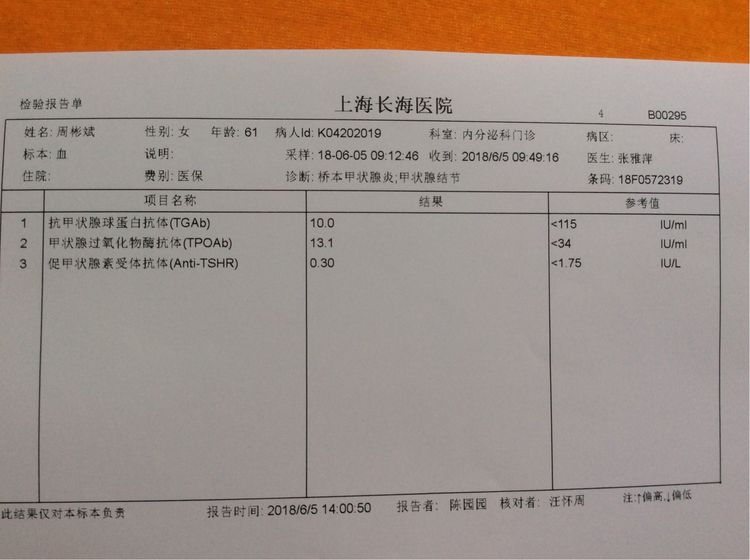 检验报告单 上海长海医院 4 B00295
姓名: 周彬斌 性别: 女 年龄: 61 病人Id: K04202019 科室: 内分泌科门诊 病区: 床:
标本: 血 说明: 采样: 18-06-05 09:12:46 收到: 2018/6/5 09:49:16 医生: 张雅萍
住院: 费别: 医保 诊断: 桥本甲状腺炎;甲状腺结节 条码: 18F0572319
项目名称 结果 参考值
1 抗甲状腺球蛋白抗体(TGAb) 10.0 <115 IU/ml
2 甲状腺过氧化物酶抗体(TPOAb) 13.1 <34 IU/ml
3 促甲状腺素受体抗体(Anti-TSHR) 0.30 <1.75 IU/L
此结果仅对本标本负责 报告时间: 2018/6/5 14:00:50 报告者: 陈园园 核对者: 汪怀周 注:↑偏高,↓偏低